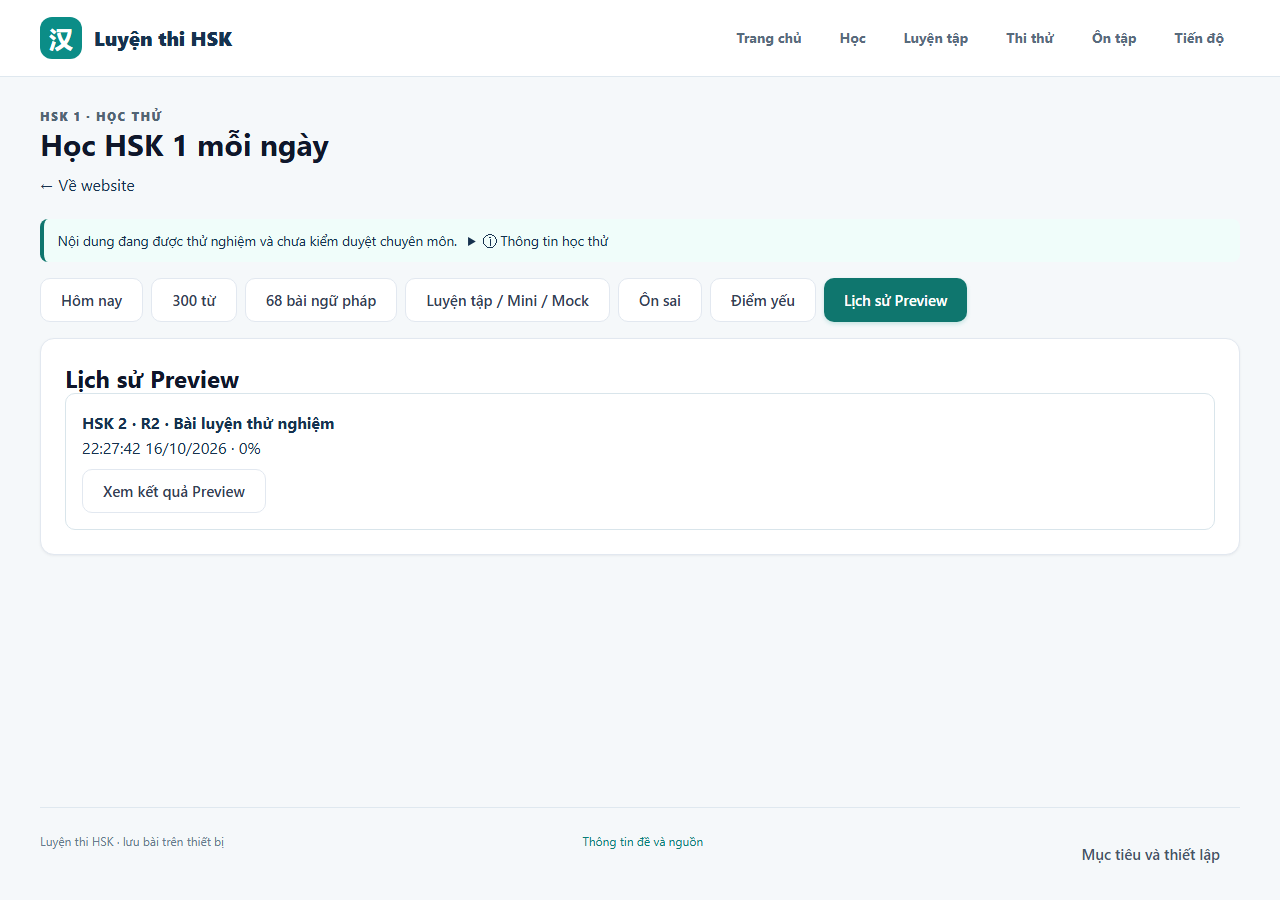 汉 Luyện thi HSK
Trang chủ Học Luyện tập Thi thử Ôn tập Tiến độ
HSK 1 · HỌC THỬ
Học HSK 1 mỗi ngày
← Về website
Nội dung đang được thử nghiệm và chưa kiểm duyệt chuyên môn. ▶ ⓘ Thông tin học thử
Hôm nay 300 từ 68 bài ngữ pháp Luyện tập / Mini / Mock Ôn sai Điểm yếu Lịch sử Preview
Lịch sử Preview
HSK 2 · R2 · Bài luyện thử nghiệm
22:27:42 16/10/2026 · 0%
Xem kết quả Preview
Luyện thi HSK · lưu bài trên thiết bị Thông tin đề và nguồn
Mục tiêu và thiết lập